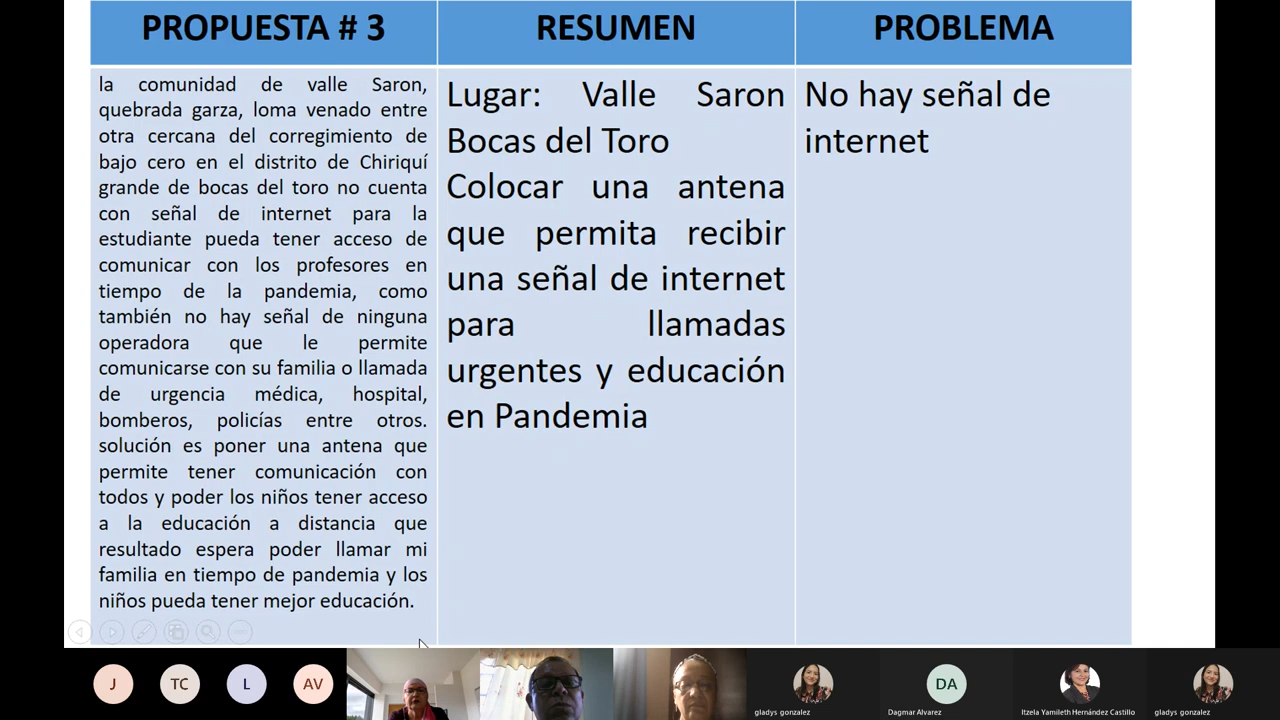 PROPUESTA # 3
RESUMEN
PROBLEMA
la comunidad de valle Saron,
quebrada garza, loma venado entre
otra cercana del corregimiento de
bajo cero en el distrito de Chiriquí
grande de bocas del toro no cuenta
con señal de internet para la
estudiante pueda tener acceso de
comunicar con los profesores en
tiempo de la pandemia, como
también no hay señal de ninguna
operadora que le permite
comunicarse con su familia o llamada
de urgencia médica, hospital,
bomberos, policías entre otros.
solución es poner una antena que
permite tener comunicación con
todos y poder los niños tener acceso
a la educación a distancia que
resultado espera poder llamar mi
familia en tiempo de pandemia y los
niños pueda tener mejor educación.
Lugar: Valle Saron
Bocas del Toro
Colocar una antena
que permita recibir
una señal de internet
para llamadas
urgentes y educación
en Pandemia
No hay señal de
internet
J
TC
L
AV
gladys gonzalez
DA
Dagmar Alvarez
Itzela Yamileth Hernández Castillo
gladys gonzalez